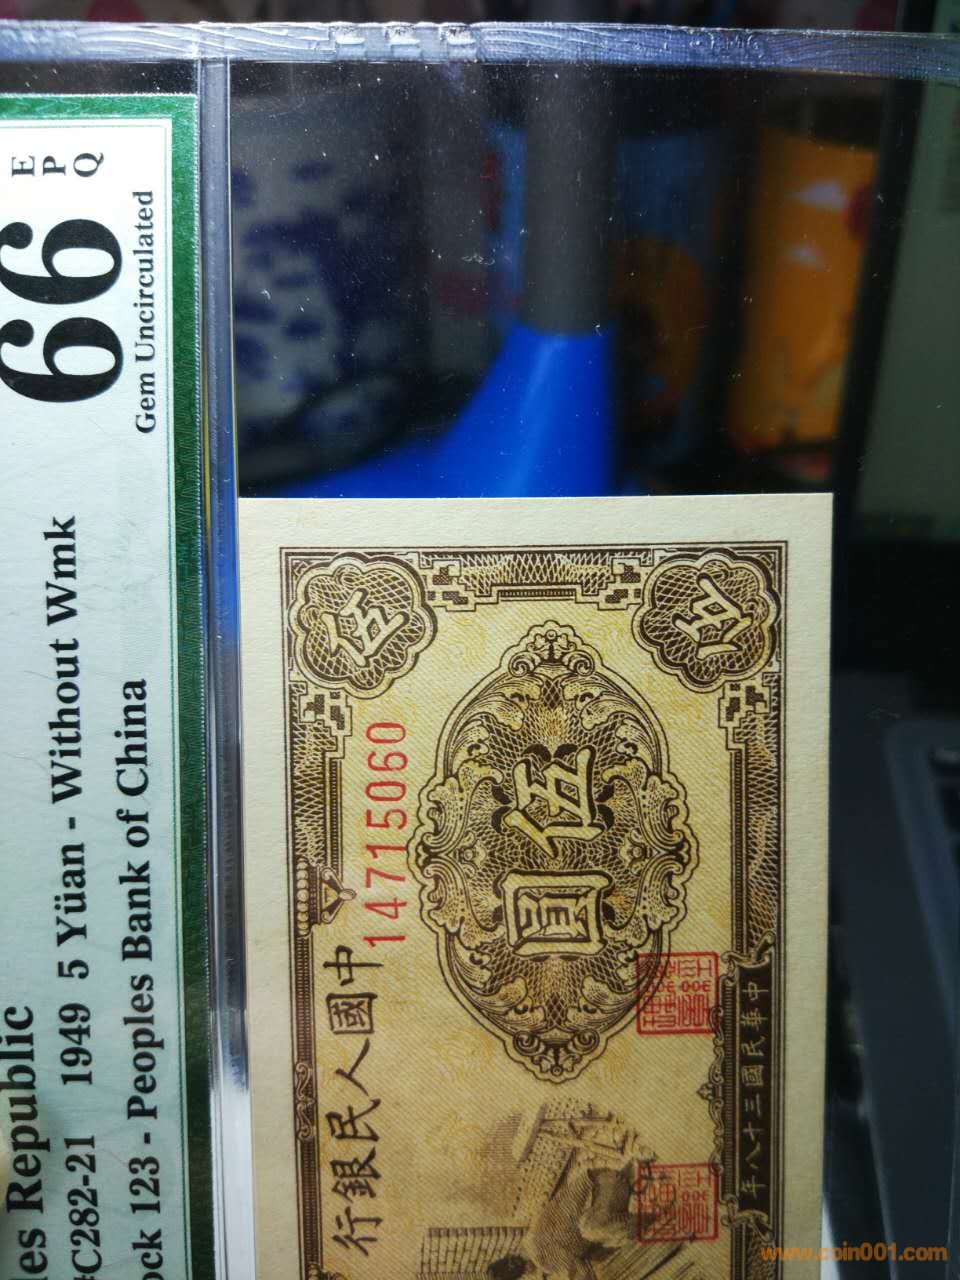 66 E
P
Q
Gem Uncirculated
es Republic
C282-21 1949 5 Yüan - Without Wmk
ock 123 - Peoples Bank of China
伍
伍
14715060
伍圓
中國人民銀行
中華民國三十八年
www.coin001.com